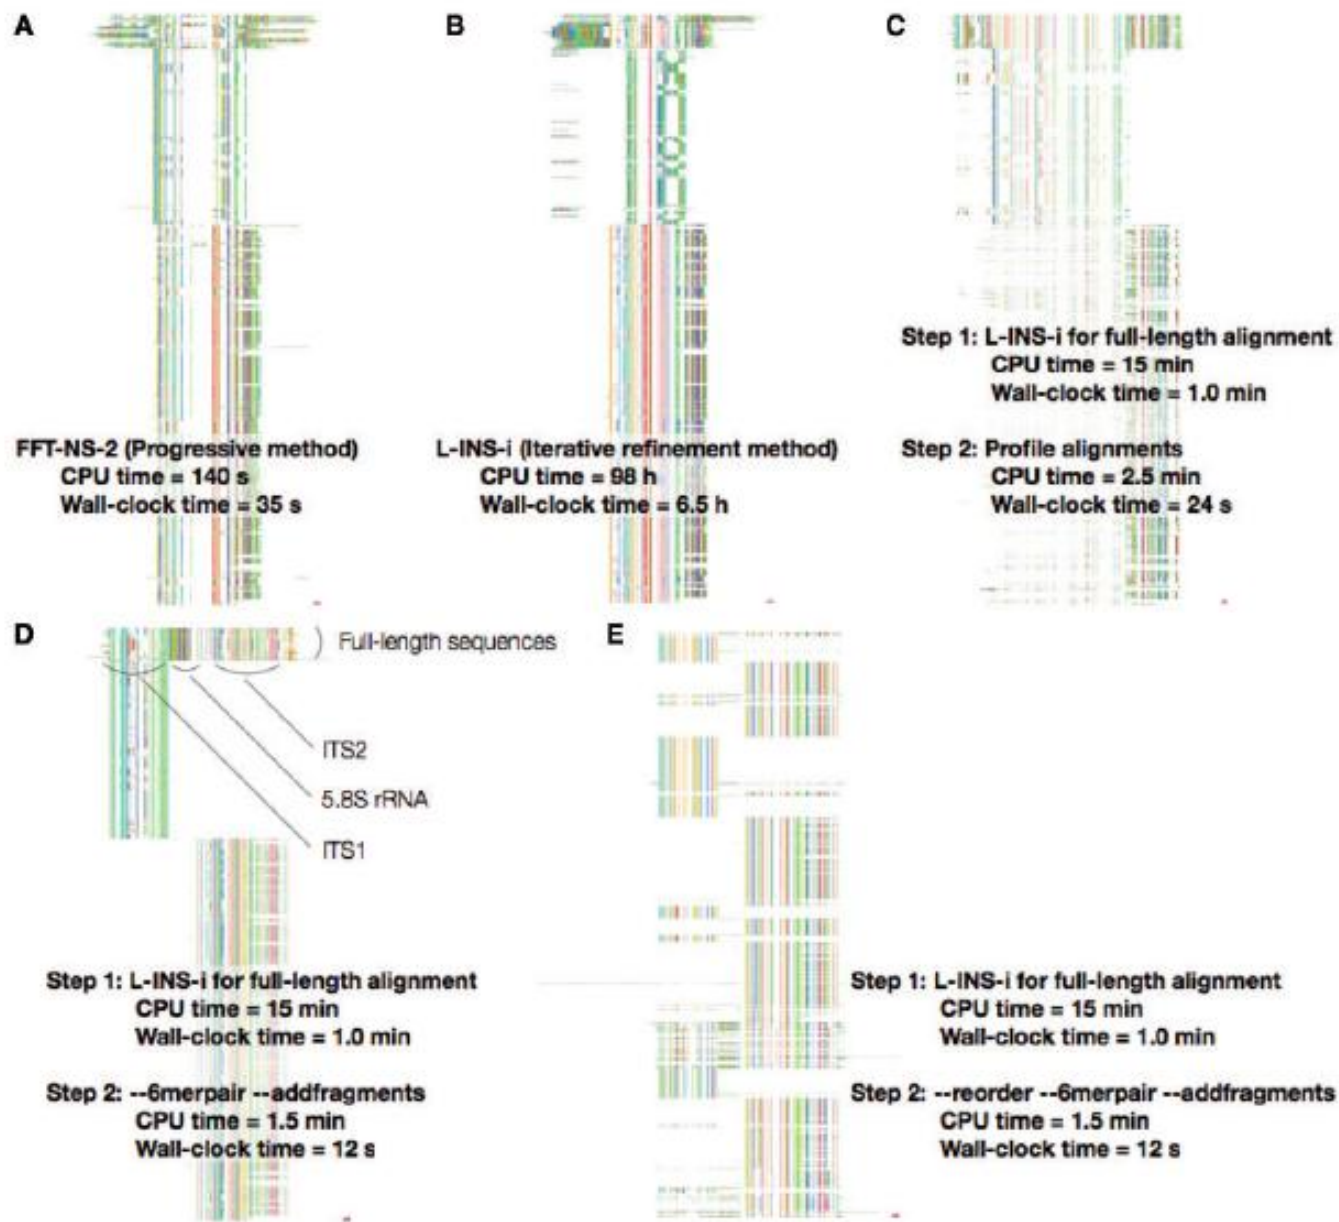 A
B
C
Step 1: L-INS-i for full-length alignment
CPU time = 15 min
Wall-clock time = 1.0 min
FFT-NS-2 (Progressive method)
CPU time = 140 s
Wall-clock time = 35 s
L-INS-i (Iterative refinement method)
CPU time = 98 h
Wall-clock time = 6.5 h
Step 2: Profile alignments
CPU time = 2.5 min
Wall-clock time = 24 s
D
Full-length sequences
ITS2
5.8S rRNA
ITS1
Step 1: L-INS-i for full-length alignment
CPU time = 15 min
Wall-clock time = 1.0 min
Step 2: --6merpair --addfragments
CPU time = 1.5 min
Wall-clock time = 12 s
E
Step 1: L-INS-i for full-length alignment
CPU time = 15 min
Wall-clock time = 1.0 min
Step 2: --reorder --6merpair --addfragments
CPU time = 1.5 min
Wall-clock time = 12 s